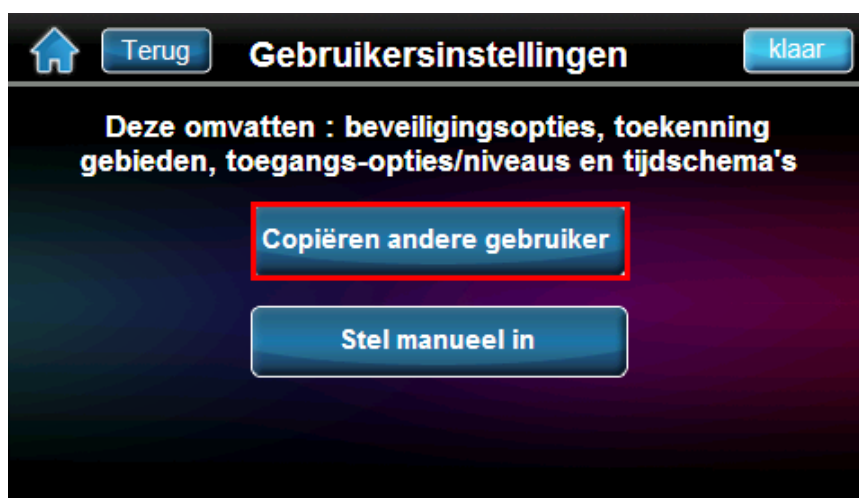 Terug Gebruikersinstellingen klaar
Deze omvatten : beveiligingsopties, toekenning
gebieden, toegangs-opties/niveaus en tijdschema's
Copiëren andere gebruiker
Stel manueel in